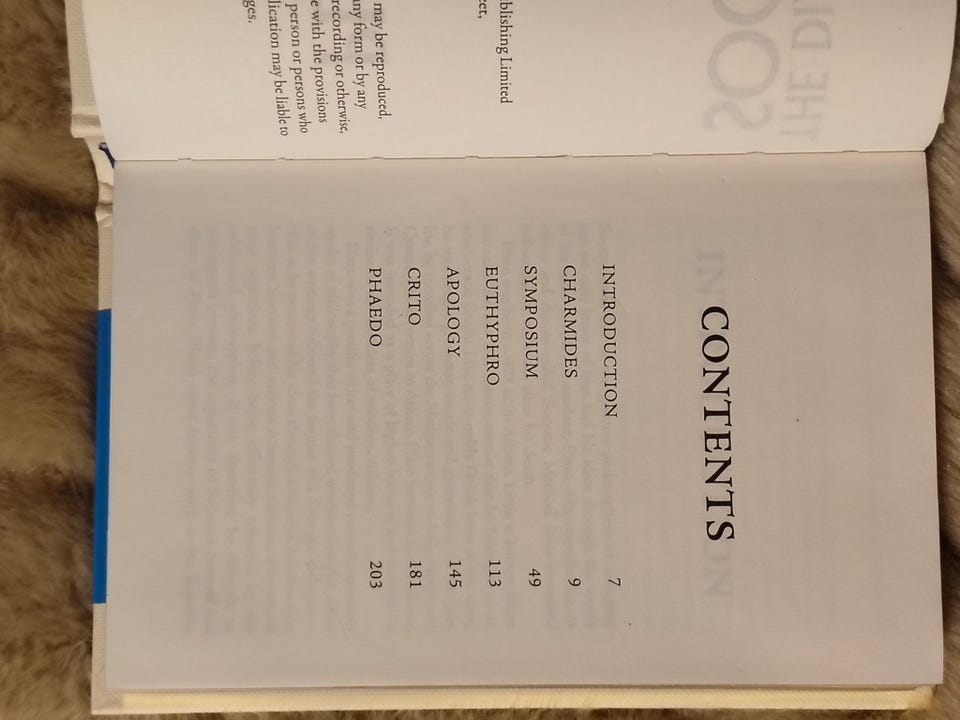 blishing Limited
eet,
may be reproduced,
ny form or by any
recording or otherwise,
e with the provisions
person or persons who
lication may be liable to
ges.
CONTENTS
INTRODUCTION 7
CHARMIDES 9
SYMPOSIUM 49
EUTHYPHRO 113
APOLOGY 145
CRITO 181
PHAEDO 203